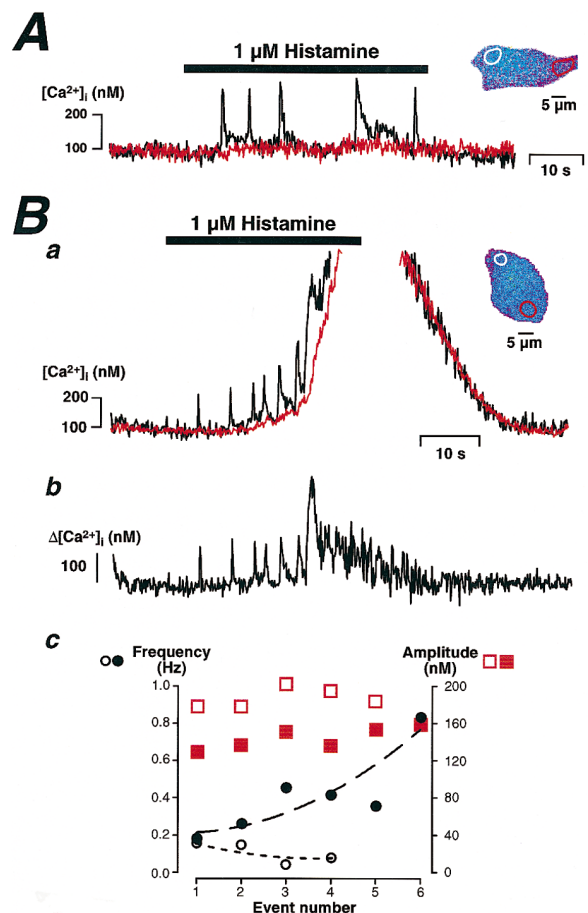 A
1 µM Histamine
[Ca²⁺]ᵢ (nM)
200
100
5 µm
10 s
B
a
1 µM Histamine
5 µm
[Ca²⁺]ᵢ (nM)
200
100
10 s
b
Δ[Ca²⁺]ᵢ (nM)
100
c
Frequency (Hz)
Amplitude (nM)
1.0
0.8
0.6
0.4
0.2
0.0
200
160
120
80
40
0
1 2 3 4 5 6
Event number